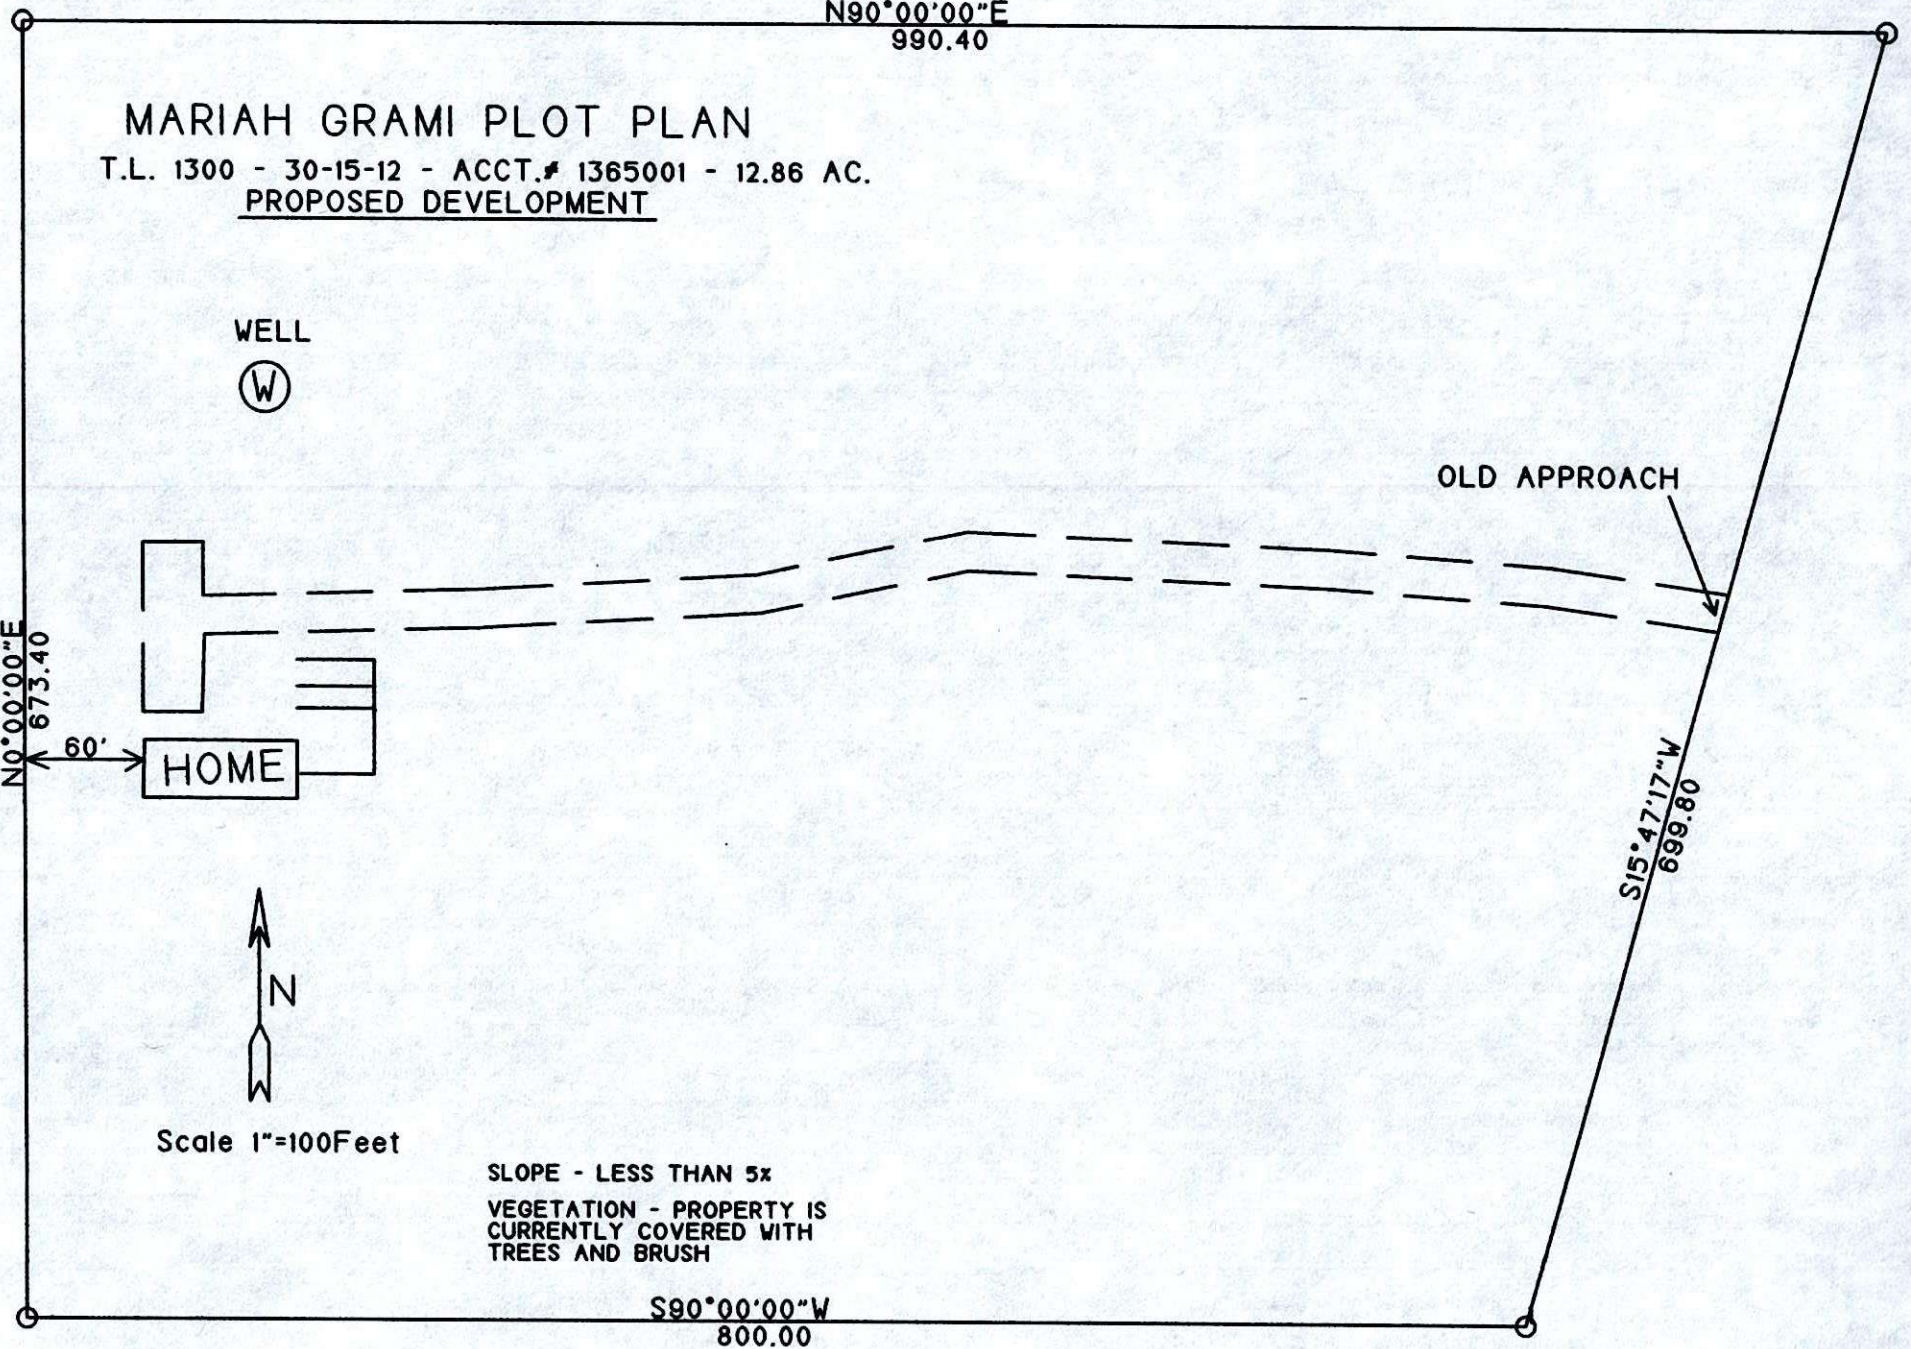 N90°00'00"E
990.40
MARIAH GRAMI PLOT PLAN
T.L. 1300 - 30-15-12 - ACCT.# 1365001 - 12.86 AC.
PROPOSED DEVELOPMENT
WELL
W
OLD APPROACH
N0°00'00"E
673.40
60'
HOME
S15°47'17"W
699.80
N
Scale 1"=100Feet
SLOPE - LESS THAN 5%
VEGETATION - PROPERTY IS
CURRENTLY COVERED WITH
TREES AND BRUSH
S90°00'00"W
800.00